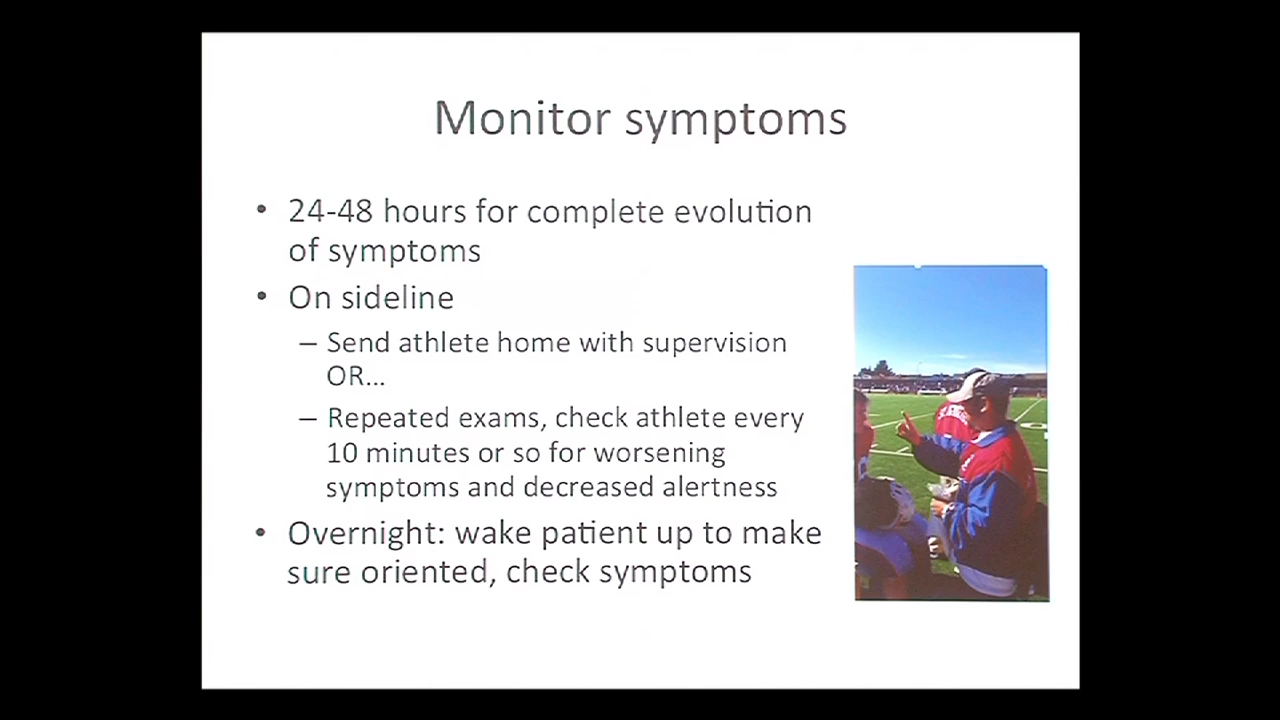 Monitor symptoms
• 24-48 hours for complete evolution
of symptoms
• On sideline
– Send athlete home with supervision
OR...
– Repeated exams, check athlete every
10 minutes or so for worsening
symptoms and decreased alertness
• Overnight: wake patient up to make
sure oriented, check symptoms